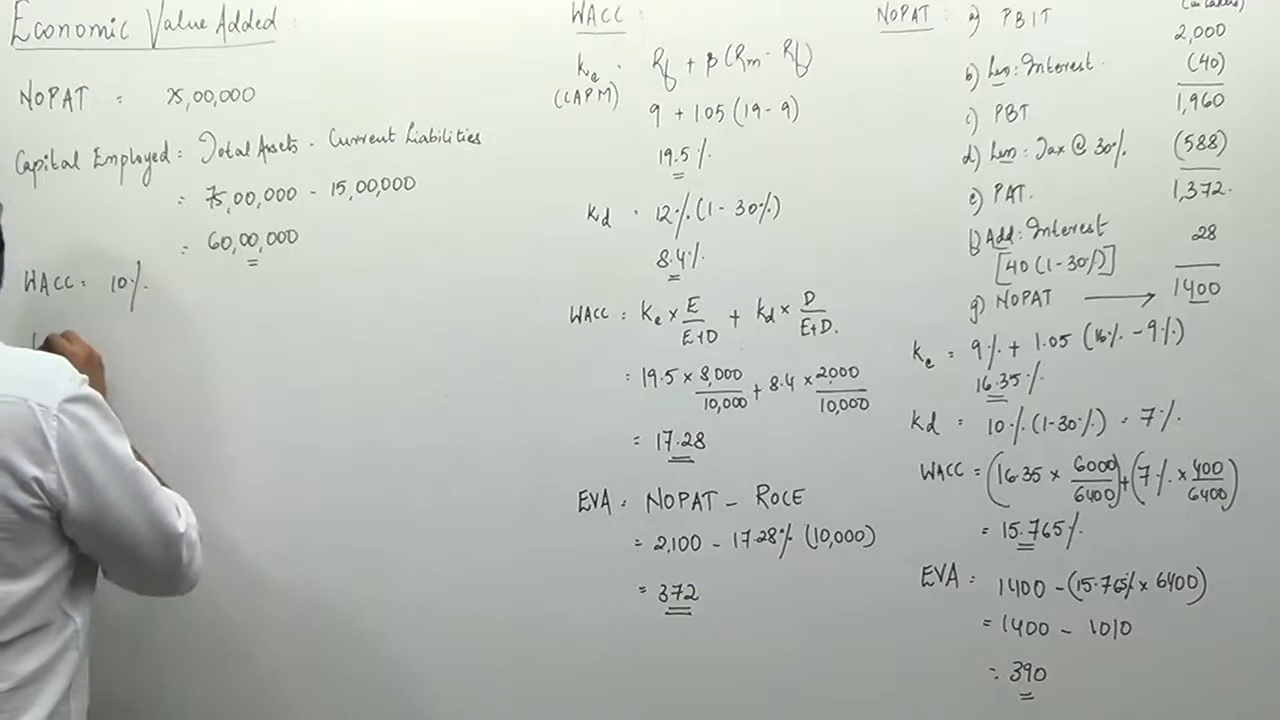 Economic Value Added
NOPAT = 25,00,000
Capital Employed = Total Assets - Current Liabilities
= 75,00,000 - 15,00,000
= 60,00,000
WACC = 10%.
WACC :
Ke = Rf + β (Rm - Rf)
(CAPM)
9 + 1.05 (19 - 9)
19.5%
Kd = 12% (1 - 30%)
8.4%.
WACC = Ke × E/E+D + Kd × D/E+D.
= 19.5 × 8,000/10,000 + 8.4 × 2,000/10,000
= 17.28
EVA = NOPAT - ROCE
= 2,100 - 17.28% (10,000)
= 372
NOPAT : a) PBIT 2,000
b) Less: Interest. (40)
c) PBT 1,960
d) Less: Tax @ 30% (588)
e) PAT. 1,372.
f) Add: Interest 28
[40 (1-30%)]
g) NOPAT → 1400
Ke = 9% + 1.05 (16% - 9%)
16.35%
Kd = 10% (1-30%) = 7%.
WACC = (16.35 × 6000/6400) + (7% × 400/6400)
= 15.765%
EVA = 1400 - (15.765% × 6400)
= 1400 - 1010
= 390